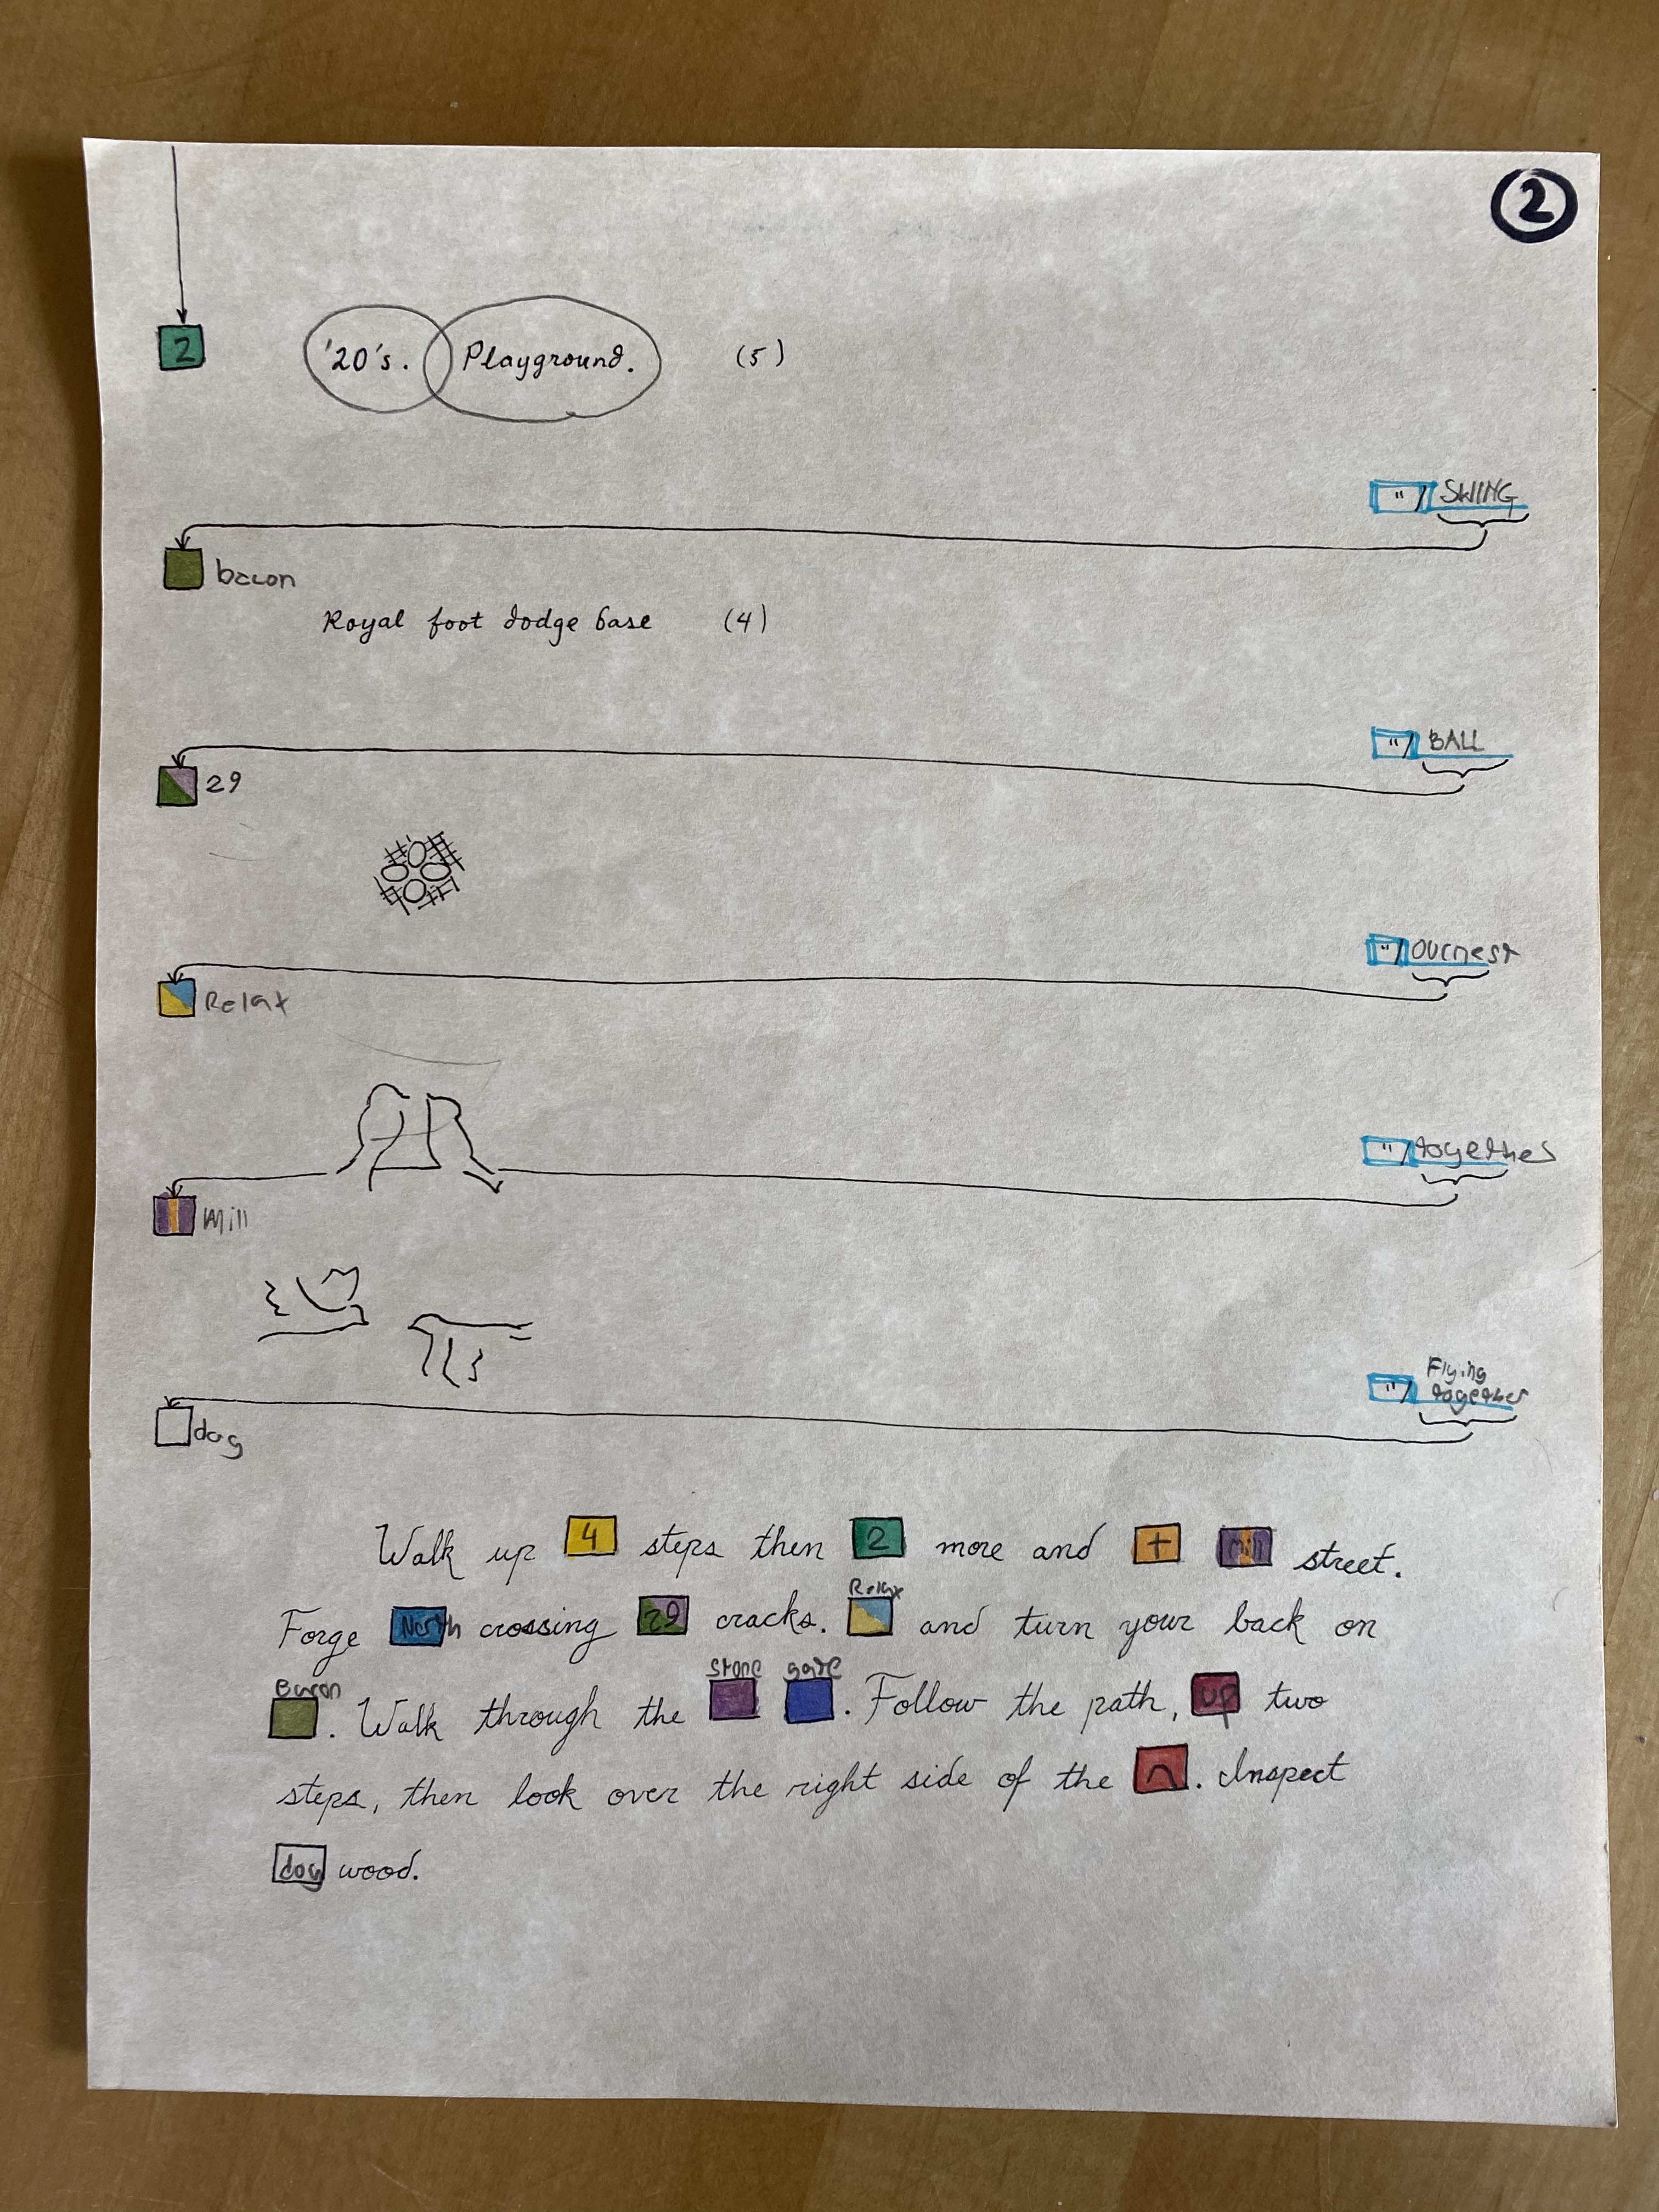 2
2
'20's. Playground. (5)
"/ SWING
bacon
Royal foot dodge base (4)
"/ BALL
29
"/ ournest
Relax
"/ together
Mill
"/ Flying
together
dog
Walk up 4 steps then 2 more and + Mill street.
Relax
Forge North crossing 29 cracks. and turn your back on
Bacon stone gate
. Walk through the . Follow the path, up two
steps, then look over the right side of the . Inspect
dog wood.